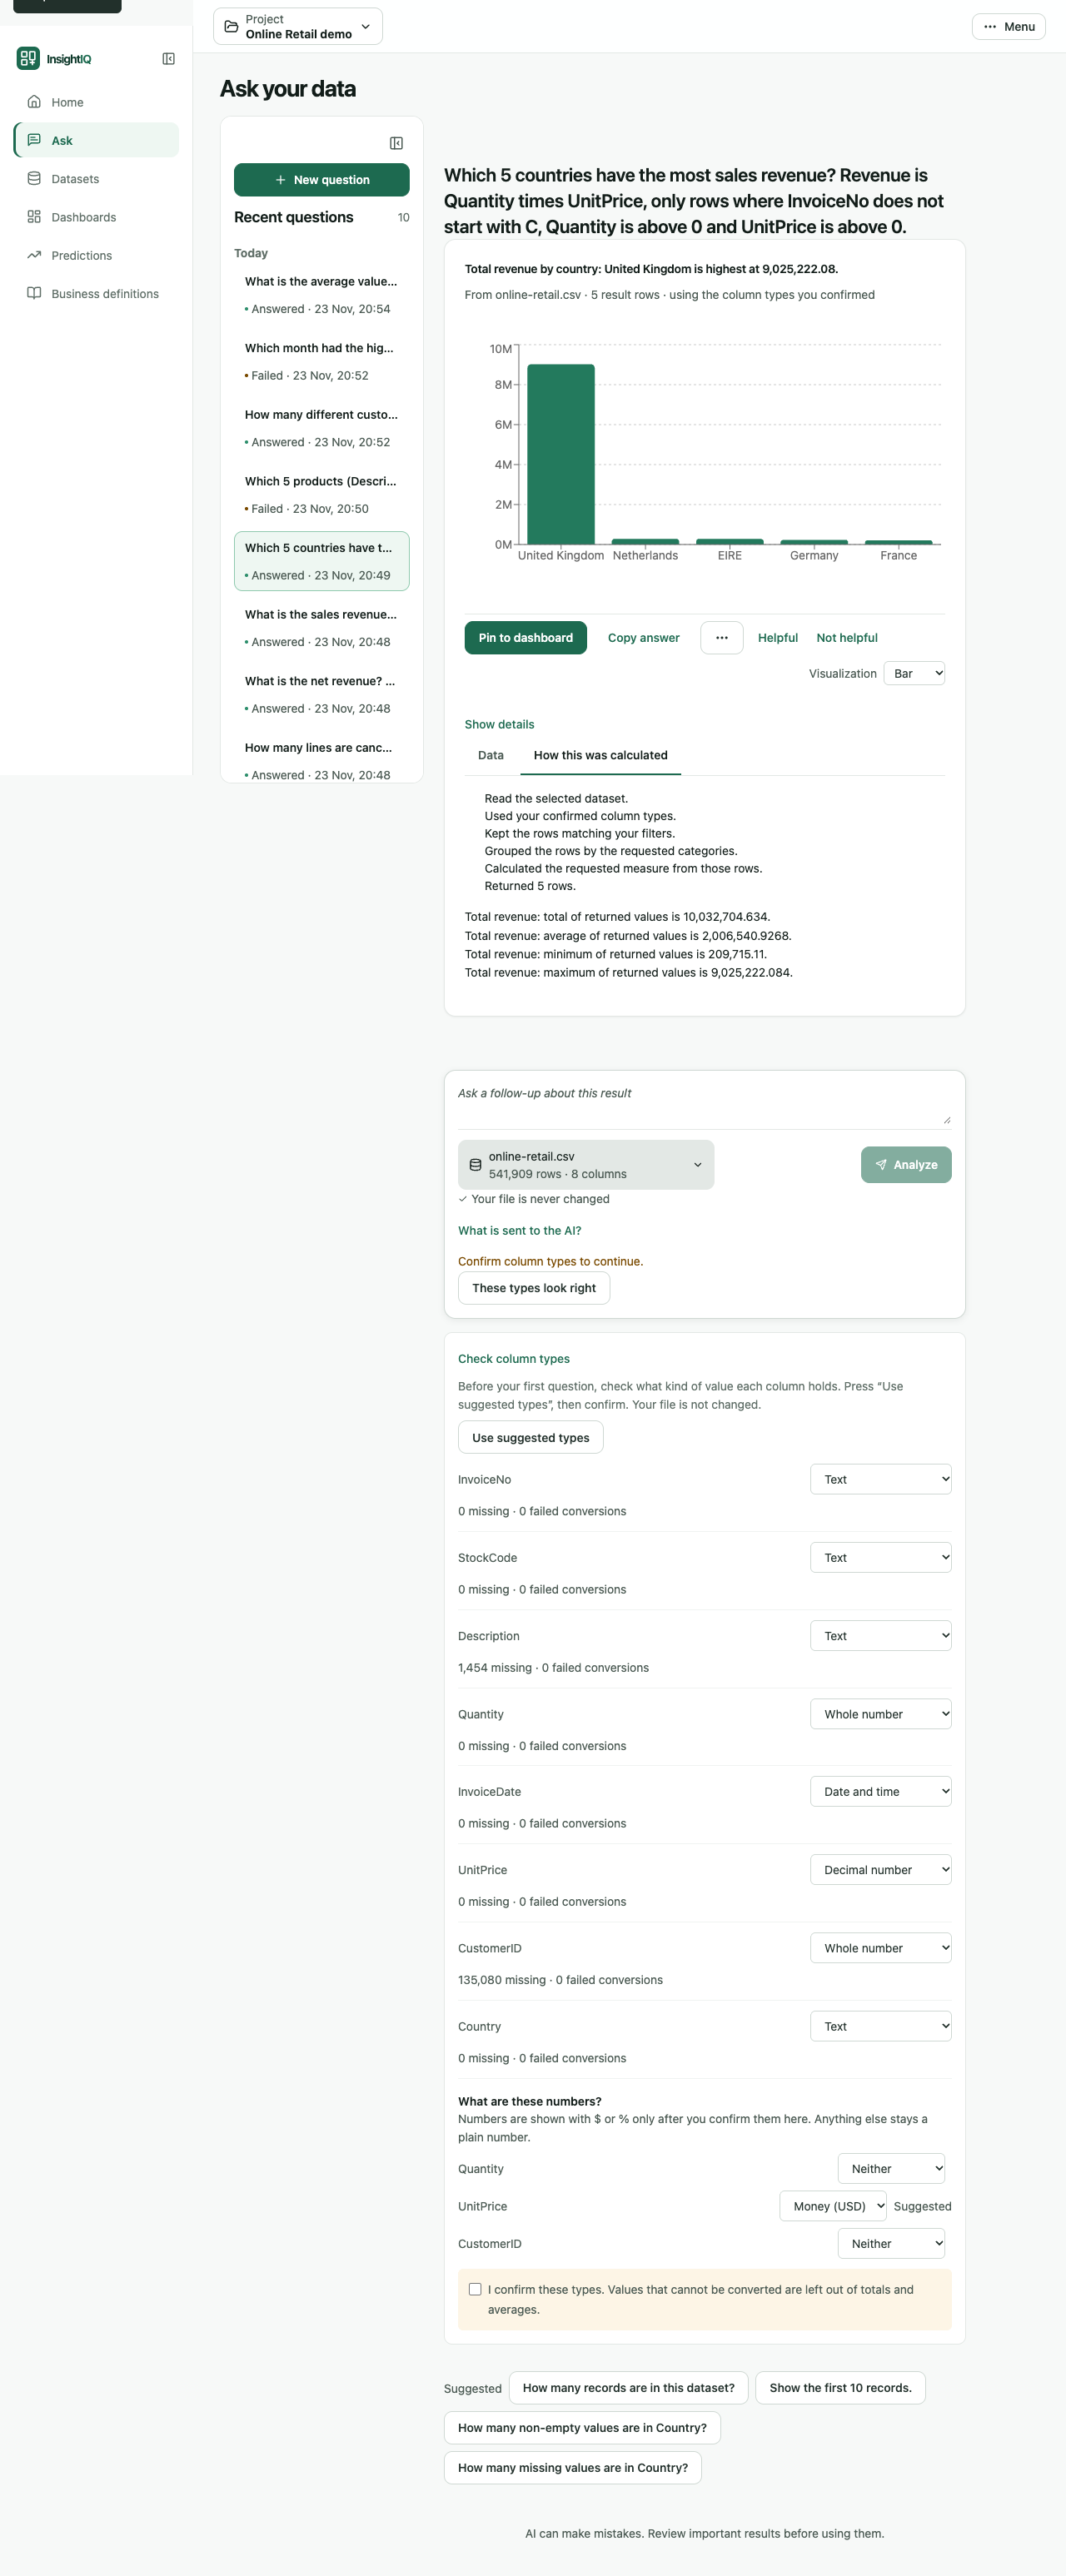 Project
Online Retail demo
Menu
InsightIQ
Home
Ask
Datasets
Dashboards
Predictions
Business definitions
Ask your data
New question
Recent questions 10
Today
What is the average value...
Answered · 23 Nov, 20:54
Which month had the hig...
Failed · 23 Nov, 20:52
How many different custo...
Answered · 23 Nov, 20:52
Which 5 products (Descri...
Failed · 23 Nov, 20:50
Which 5 countries have t...
Answered · 23 Nov, 20:49
What is the sales revenue...
Answered · 23 Nov, 20:48
What is the net revenue? ...
Answered · 23 Nov, 20:48
How many lines are canc...
Answered · 23 Nov, 20:48
Which 5 countries have the most sales revenue? Revenue is
Quantity times UnitPrice, only rows where InvoiceNo does not
start with C, Quantity is above 0 and UnitPrice is above 0.
Total revenue by country: United Kingdom is highest at 9,025,222.08.
From online-retail.csv · 5 result rows · using the column types you confirmed
10M
8M
6M
4M
2M
0M
United Kingdom Netherlands EIRE Germany France
Pin to dashboard Copy answer ... Helpful Not helpful
Visualization Bar
Show details
Data How this was calculated
Read the selected dataset.
Used your confirmed column types.
Kept the rows matching your filters.
Grouped the rows by the requested categories.
Calculated the requested measure from those rows.
Returned 5 rows.
Total revenue: total of returned values is 10,032,704.634.
Total revenue: average of returned values is 2,006,540.9268.
Total revenue: minimum of returned values is 209,715.11.
Total revenue: maximum of returned values is 9,025,222.084.
Ask a follow-up about this result
online-retail.csv
541,909 rows · 8 columns
Analyze
✓ Your file is never changed
What is sent to the AI?
Confirm column types to continue.
These types look right
Check column types
Before your first question, check what kind of value each column holds. Press “Use
suggested types”, then confirm. Your file is not changed.
Use suggested types
InvoiceNo Text
0 missing · 0 failed conversions
StockCode Text
0 missing · 0 failed conversions
Description Text
1,454 missing · 0 failed conversions
Quantity Whole number
0 missing · 0 failed conversions
InvoiceDate Date and time
0 missing · 0 failed conversions
UnitPrice Decimal number
0 missing · 0 failed conversions
CustomerID Whole number
135,080 missing · 0 failed conversions
Country Text
0 missing · 0 failed conversions
What are these numbers?
Numbers are shown with $ or % only after you confirm them here. Anything else stays a
plain number.
Quantity Neither
UnitPrice Money (USD) Suggested
CustomerID Neither
I confirm these types. Values that cannot be converted are left out of totals and
averages.
Suggested How many records are in this dataset? Show the first 10 records.
How many non-empty values are in Country?
How many missing values are in Country?
AI can make mistakes. Review important results before using them.